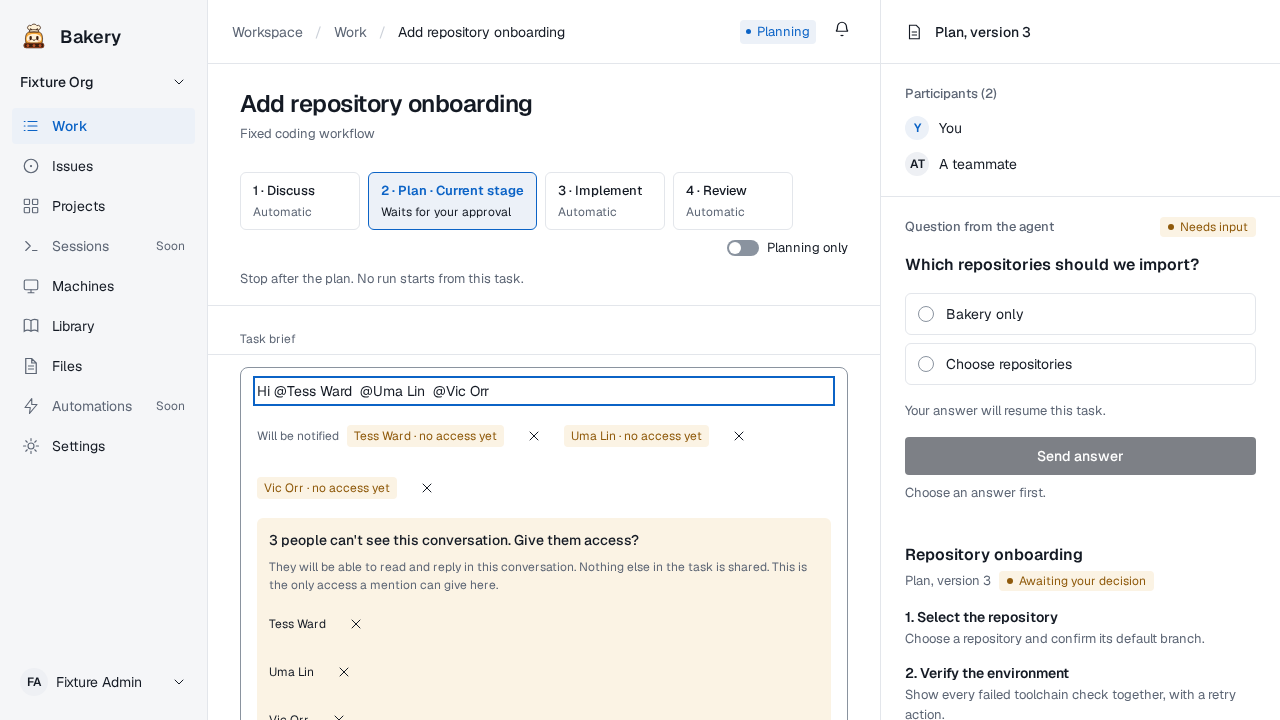 Bakery
Fixture Org
Work
Issues
Projects
Sessions Soon
Machines
Library
Files
Automations Soon
Settings
FA Fixture Admin
Workspace / Work / Add repository onboarding
Planning
Add repository onboarding
Fixed coding workflow
1 · Discuss
Automatic
2 · Plan · Current stage
Waits for your approval
3 · Implement
Automatic
4 · Review
Automatic
Planning only
Stop after the plan. No run starts from this task.
Task brief
Hi @Tess Ward @Uma Lin @Vic Orr
Will be notified Tess Ward · no access yet Uma Lin · no access yet
Vic Orr · no access yet
3 people can't see this conversation. Give them access?
They will be able to read and reply in this conversation. Nothing else in the task is shared. This is
the only access a mention can give here.
Tess Ward
Uma Lin
Vic Orr
Plan, version 3
Participants (2)
Y You
AT A teammate
Question from the agent Needs input
Which repositories should we import?
Bakery only
Choose repositories
Your answer will resume this task.
Send answer
Choose an answer first.
Repository onboarding
Plan, version 3 Awaiting your decision
1. Select the repository
Choose a repository and confirm its default branch.
2. Verify the environment
Show every failed toolchain check together, with a retry
action.